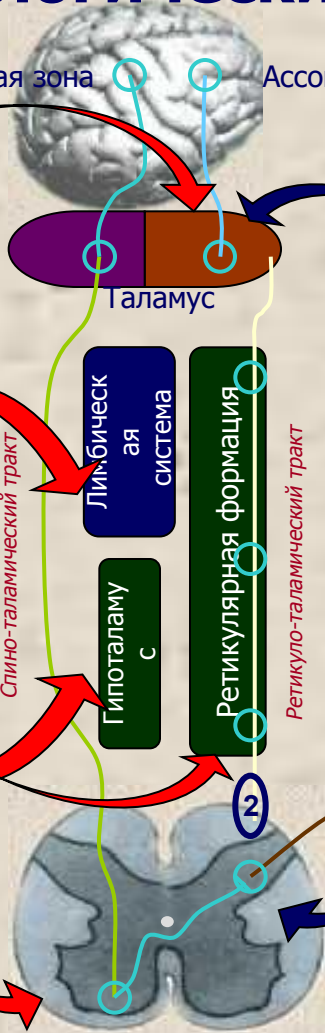 ая зона
Ассо
Таламус
Лимбическ
ая
система
Гипоталаму
с
Ретикулярная формация
Спино-таламический тракт
Ретикуло-таламический тракт
2